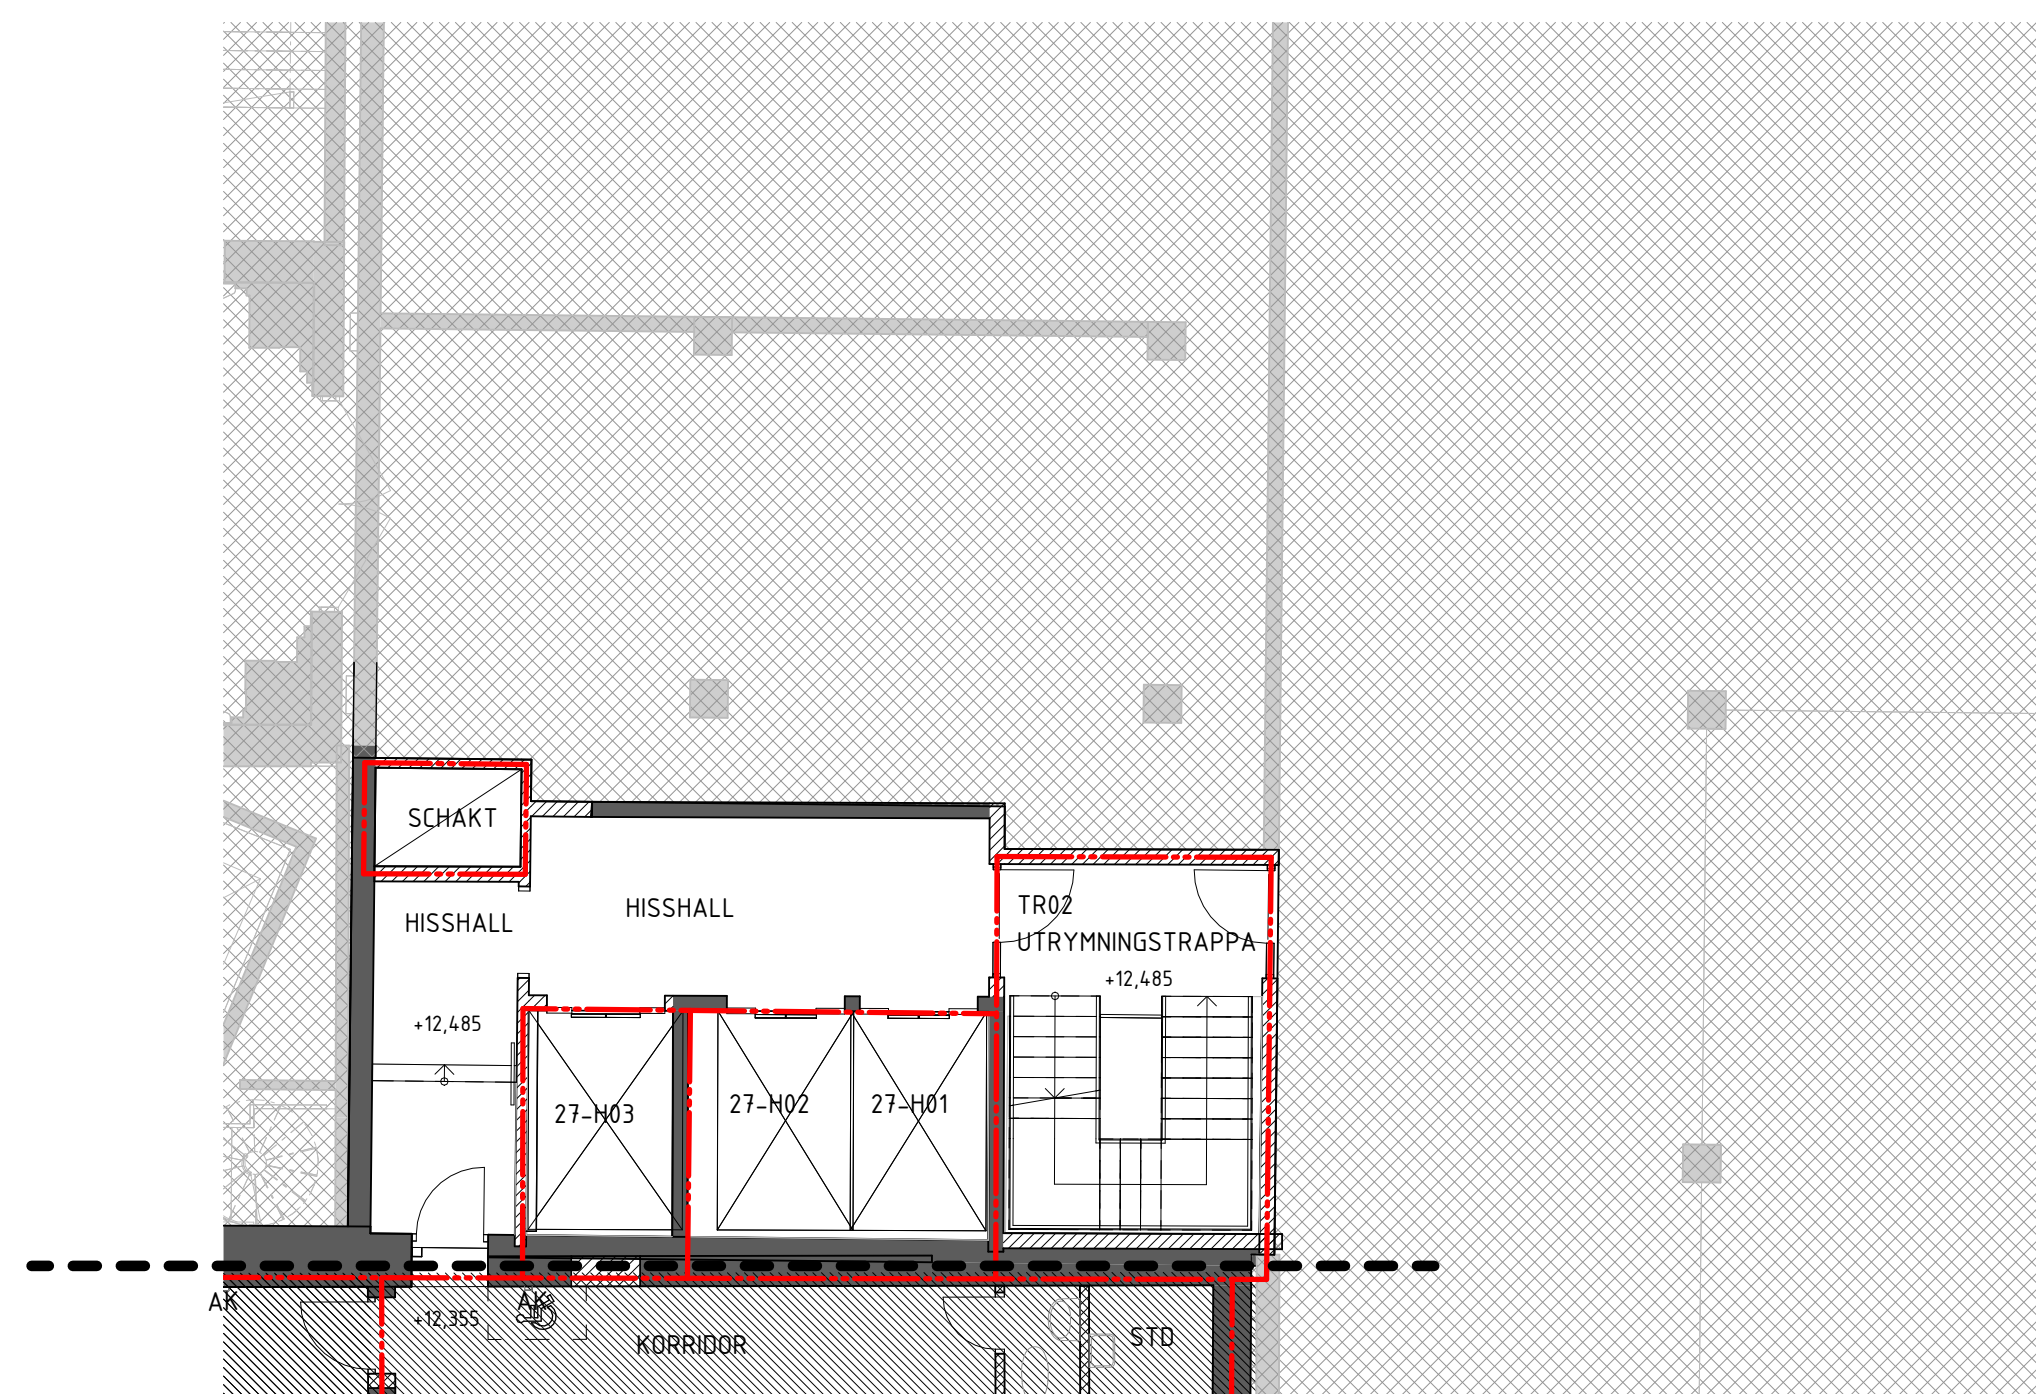 SCHAKT
HISSHALL
HISSHALL
TR02
UTRYMNINGSTRAPPA
+12,485
+12,485
27-H03
27-H02
27-H01
AK
AK
+12,355
KORRIDOR
STD